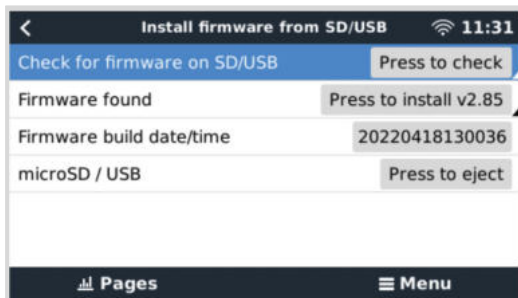 Install firmware from SD/USB 11:31
Check for firmware on SD/USB Press to check
Firmware found Press to install v2.85
Firmware build date/time 20220418130036
microSD / USB Press to eject
Pages Menu